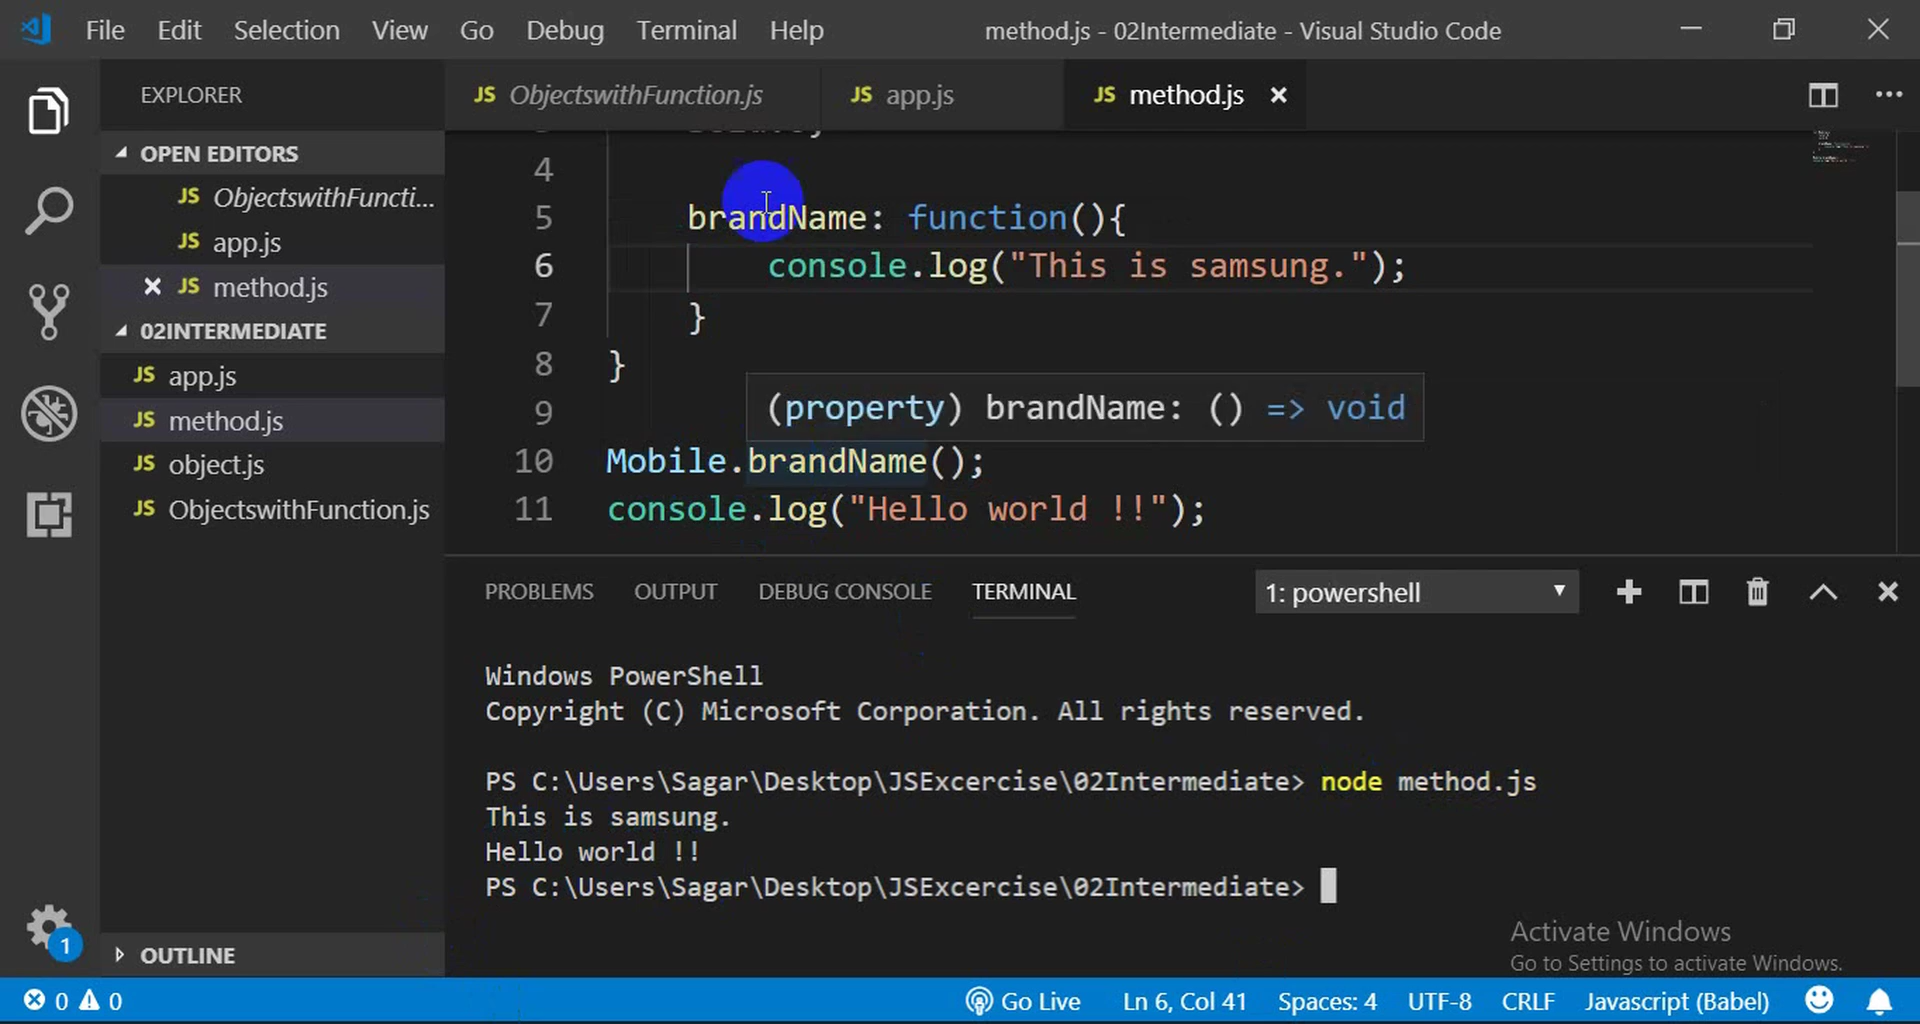 File Edit Selection View Go Debug Terminal Help method.js - 02Intermediate - Visual Studio Code
EXPLORER
JS ObjectswithFunction.js JS app.js JS method.js
OPEN EDITORS
JS ObjectswithFuncti...
JS app.js
JS method.js
02INTERMEDIATE
JS app.js
JS method.js
JS object.js
JS ObjectswithFunction.js
OUTLINE
4
5 brandName: function(){
6 console.log("This is samsung.");
7 }
8 }
9
(property) brandName: () => void
10 Mobile.brandName();
11 console.log("Hello world !!");
PROBLEMS OUTPUT DEBUG CONSOLE TERMINAL 1: powershell
Windows PowerShell
Copyright (C) Microsoft Corporation. All rights reserved.
PS C:\Users\Sagar\Desktop\JSExcercise\02Intermediate> node method.js
This is samsung.
Hello world !!
PS C:\Users\Sagar\Desktop\JSExcercise\02Intermediate>
Activate Windows
Go to Settings to activate Windows.
1
0 0 Go Live Ln 6, Col 41 Spaces: 4 UTF-8 CRLF Javascript (Babel)